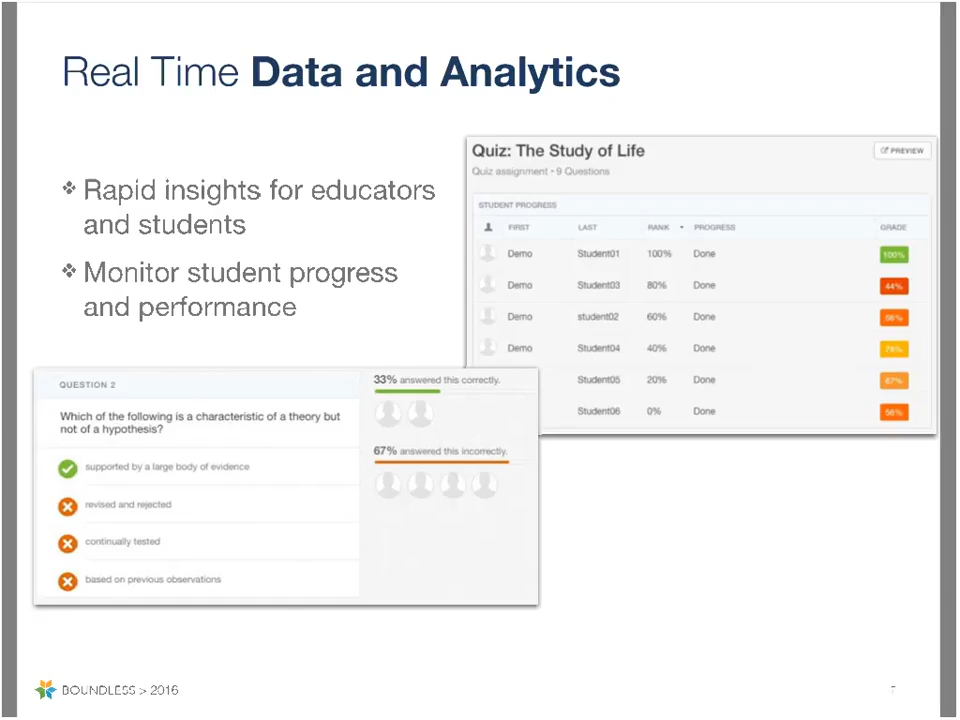 Real Time Data and Analytics
Rapid insights for educators
and students
Monitor student progress
and performance
Quiz: The Study of Life
PREVIEW
Quiz assignment • 9 Questions
STUDENT PROGRESS
FIRST LAST RANK PROGRESS GRADE
Demo Student01 100% Done 100%
Demo Student03 80% Done 44%
Demo student02 60% Done 56%
Demo Student04 40% Done 78%
Student05 20% Done 67%
Student06 0% Done 56%
QUESTION 2
Which of the following is a characteristic of a theory but
not of a hypothesis?
supported by a large body of evidence
revised and rejected
continually tested
based on previous observations
33% answered this correctly.
67% answered this incorrectly.
BOUNDLESS > 2016